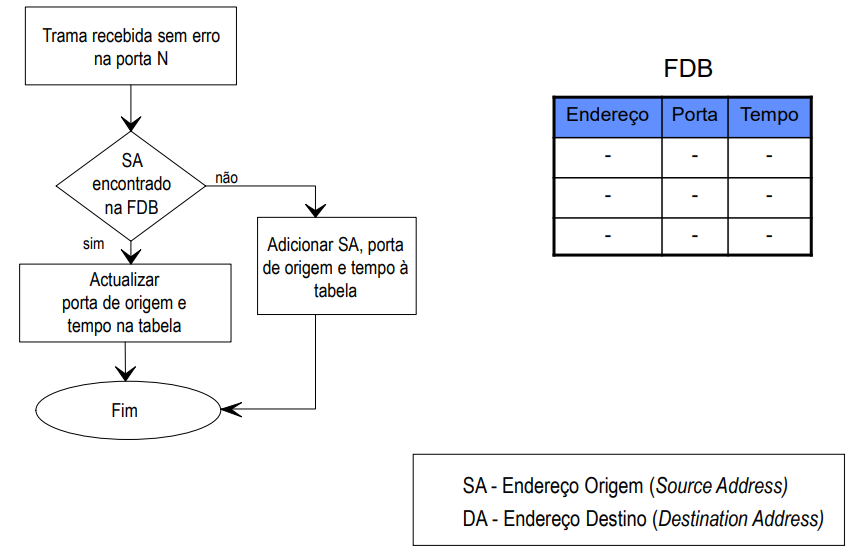 Trama recebida sem erro
na porta N
SA
encontrado
na FDB
não
sim
Adicionar SA, porta
de origem e tempo à
tabela
Actualizar
porta de origem e
tempo na tabela
Fim
FDB
Endereço Porta Tempo
- - -
- - -
- - -
SA - Endereço Origem (Source Address)
DA - Endereço Destino (Destination Address)